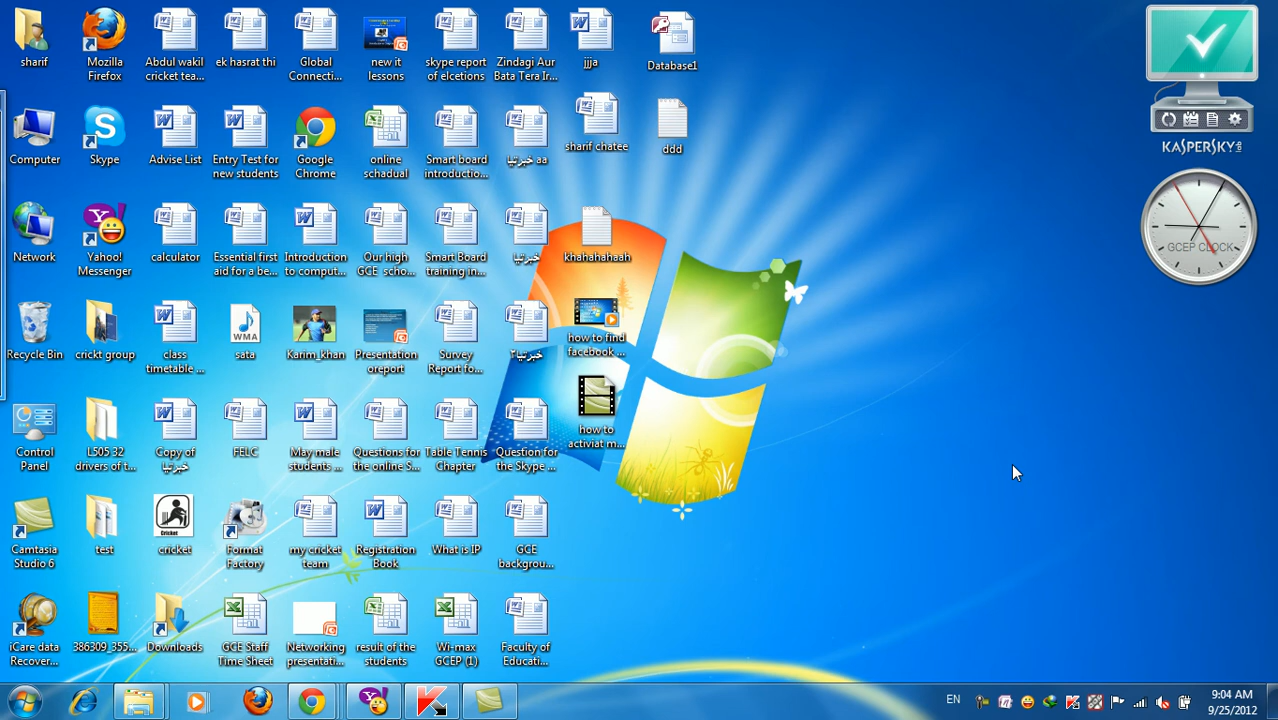 sharif
Mozilla
Firefox
Abdul wakil
cricket tea...
ek hasrat thi
Global
Connecti...
new it
lessons
skype report
of elcetions
Zindagi Aur
Bata Tera Ir...
jjja
Database1
Computer
Skype
Advise List
Entry Test for
new students
Google
Chrome
online
schadual
Smart board
introductio...
خبرتیا aa
sharif chatee
ddd
KASPERSKY
Network
Yahoo!
Messenger
calculator
Essential first
aid for a be...
Introduction
to comput...
Our high
GCE scho...
Smart Board
training in...
خبرتیا
khahahahaah
GCEP CLOCK
Recycle Bin
crickt group
class
timetable ...
WMA
sata
Karim_khan
Presentation
oreport
Survey
Report fo...
خبرتیا۲
how to find
facebook ...
Control
Panel
L505 32
drivers of t...
Copy of
خبرتیا
FELC
May male
students ...
Questions for
the online S...
Table Tennis
Chapter
Question for
the Skype ...
how to
activiat m...
Camtasia
Studio 6
test
Cricket
cricket
Format
Factory
my cricket
team
Registration
Book
What is IP
GCE
backgrou...
iCare data
Recover...
386309_355...
Downloads
GCE Staff
Time Sheet
Networking
presentati...
result of the
students
Wi-max
GCEP (1)
Faculty of
Educati...
EN
9:04 AM
9/25/2012